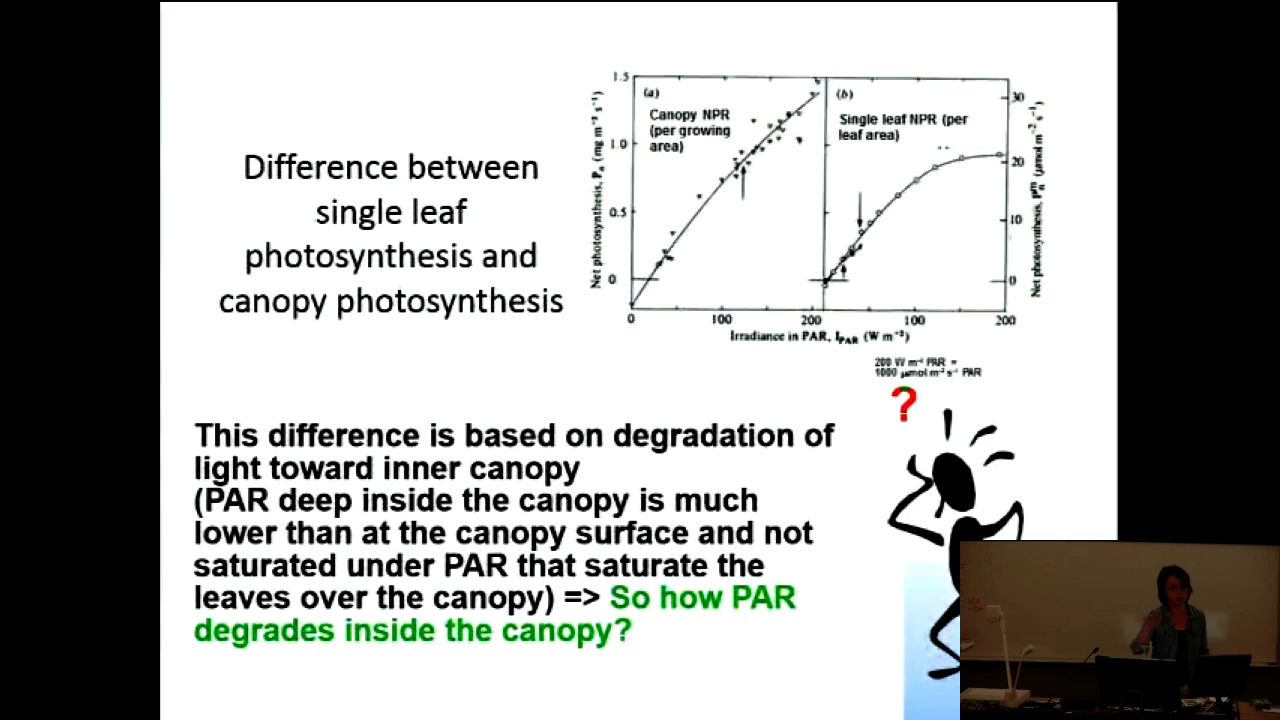 Difference between
single leaf
photosynthesis and
canopy photosynthesis
1.5
1.0
0.5
0
Net photosynthesis, Pₙ (mg m⁻² s⁻¹)
(a)
Canopy NPR
(per growing
area)
(b)
Single leaf NPR (per
leaf area)
30
20
10
0
Net photosynthesis, Pₙᵐ (μmol m⁻² s⁻¹)
0 100 200 100 200
Irradiance in PAR, I_PAR (W m⁻²)
200 W m⁻² PAR =
1000 μmol m⁻² s⁻¹ PAR
?
This difference is based on degradation of
light toward inner canopy
(PAR deep inside the canopy is much
lower than at the canopy surface and not
saturated under PAR that saturate the
leaves over the canopy) => So how PAR
degrades inside the canopy?